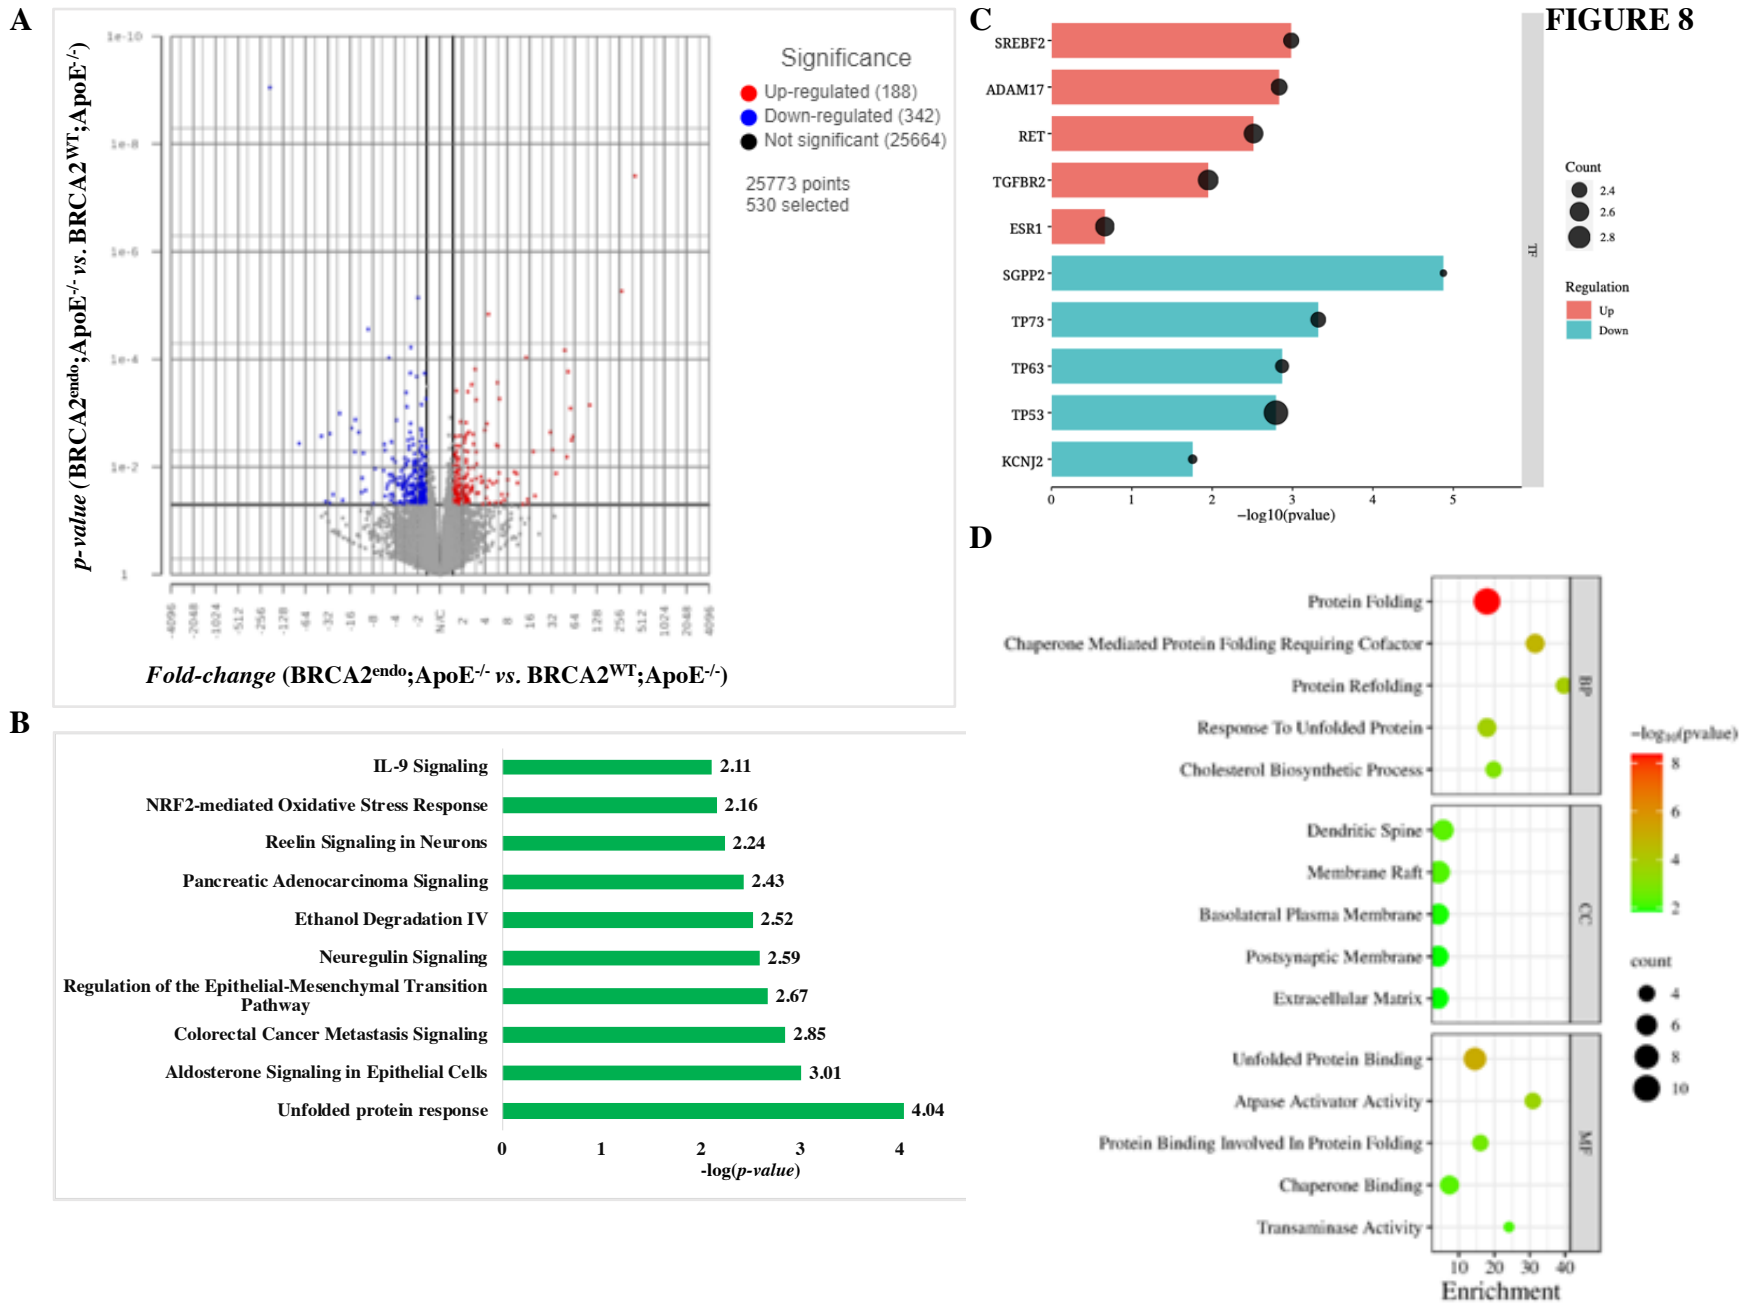 A
FIGURE 8
p-value (BRCA2endo;ApoE-/- vs. BRCA2WT;ApoE-/-)
1e-10
1e-8
1e-6
1e-4
1e-2
1
Significance
Up-regulated (188)
Down-regulated (342)
Not significant (25664)
25773 points
530 selected
-4096 -2048 -1024 -512 -256 -128 -64 -32 -16 -8 -4 -2 N/C 2 4 8 16 32 64 128 256 512 1024 2048 4096
Fold-change (BRCA2endo;ApoE-/- vs. BRCA2WT;ApoE-/-)
B
IL-9 Signaling 2.11
NRF2-mediated Oxidative Stress Response 2.16
Reelin Signaling in Neurons 2.24
Pancreatic Adenocarcinoma Signaling 2.43
Ethanol Degradation IV 2.52
Neuregulin Signaling 2.59
Regulation of the Epithelial-Mesenchymal Transition
Pathway 2.67
Colorectal Cancer Metastasis Signaling 2.85
Aldosterone Signaling in Epithelial Cells 3.01
Unfolded protein response 4.04
0 1 2 3 4
-log(p-value)
C
SREBF2
ADAM17
RET
TGFBR2
ESR1
SGPP2
TP73
TP63
TP53
KCNJ2
0 1 2 3 4 5
−log10(pvalue)
TF
Count
2.4
2.6
2.8
Regulation
Up
Down
D
Protein Folding
Chaperone Mediated Protein Folding Requiring Cofactor
Protein Refolding
Response To Unfolded Protein
Cholesterol Biosynthetic Process
BP
Dendritic Spine
Membrane Raft
Basolateral Plasma Membrane
Postsynaptic Membrane
Extracellular Matrix
CC
Unfolded Protein Binding
Atpase Activator Activity
Protein Binding Involved In Protein Folding
Chaperone Binding
Transaminase Activity
MF
10 20 30 40
Enrichment
−log10(pvalue)
8
6
4
2
count
4
6
8
10